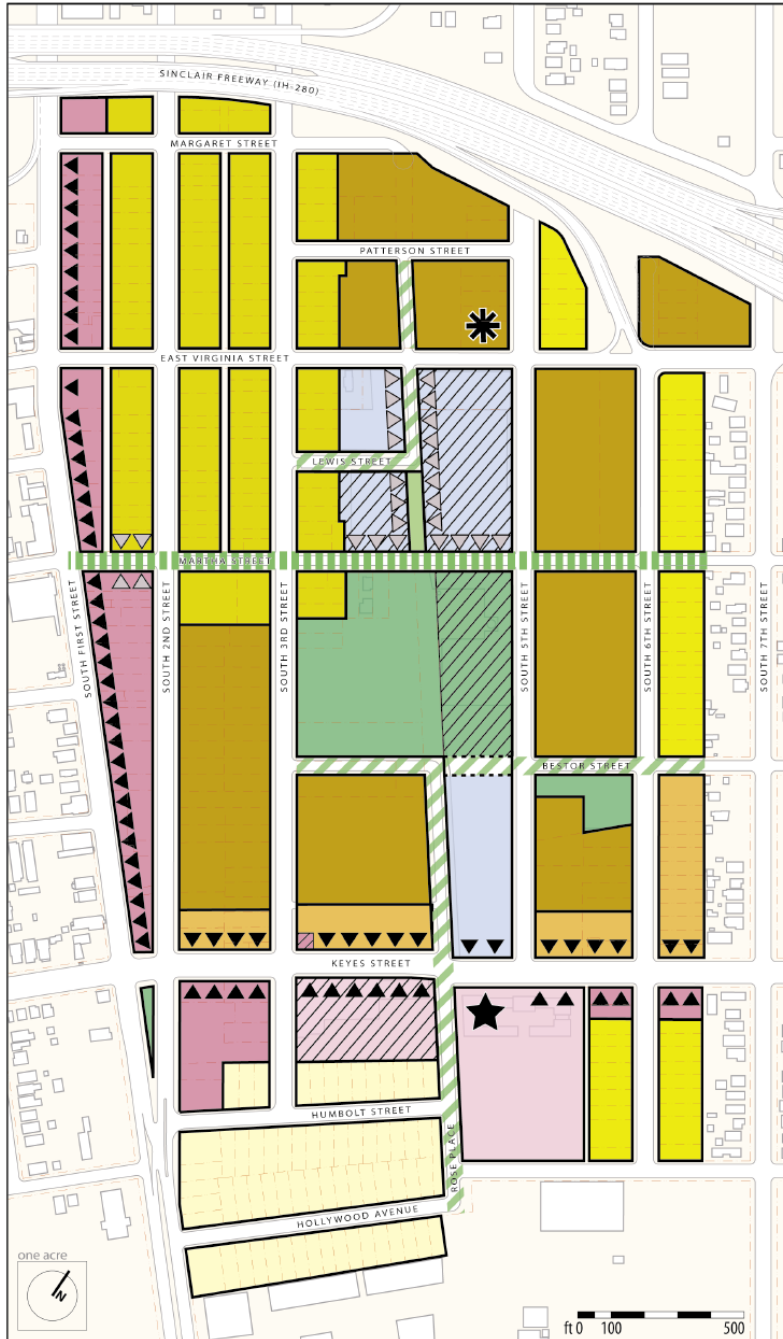 SINCLAIR FREEWAY (IH-280)
MARGARET STREET
PATTERSON STREET
EAST VIRGINIA STREET
LEWIS STREET
MARTHA STREET
SOUTH FIRST STREET
SOUTH 2ND STREET
SOUTH 3RD STREET
SOUTH 5TH STREET
SOUTH 6TH STREET
SOUTH 7TH STREET
BESTOR STREET
KEYES STREET
HUMBOLT STREET
ROSE PLACE
HOLLYWOOD AVENUE
one acre
N
ft 0 100 500